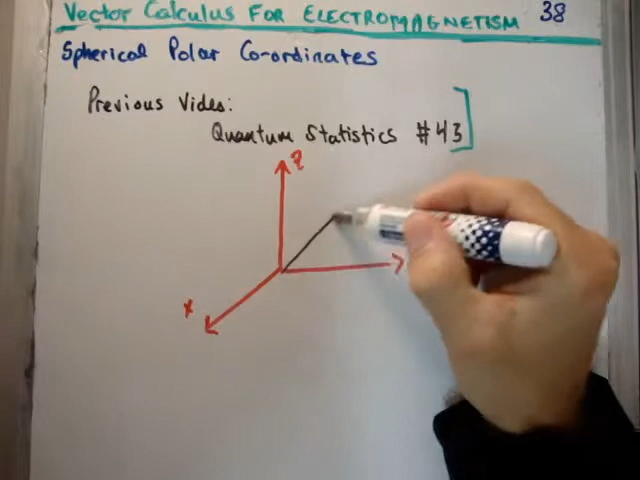 Vector Calculus For Electromagnetism 38
Spherical Polar Co-ordinates
Previous Video:
Quantum Statistics #43
z
x